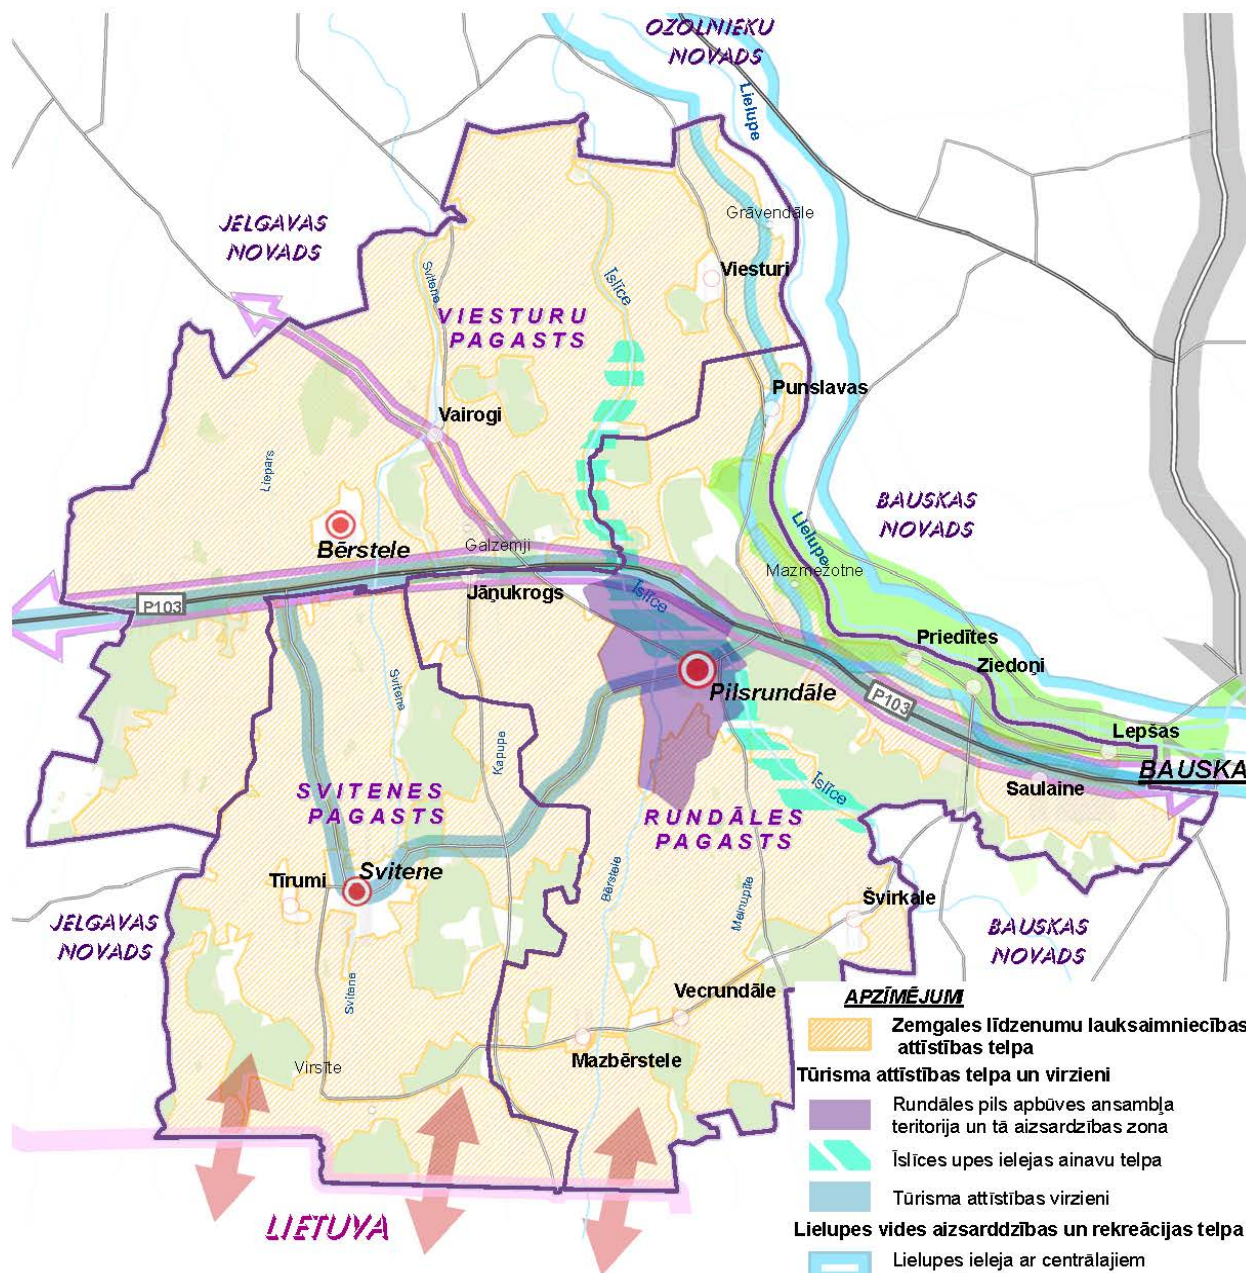 OZOLNIEKU
NOVADS
Lielupe
JELGAVAS
NOVADS
Grāvendāle
Viesturi
Svitene
Īslīce
VIESTURU
PAGASTS
Punslavas
Vairogi
Liepars
BAUSKAS
NOVADS
Lielupe
Bērstele
Galzemji
Mazmežotne
Jāņukrogs
P103
Īslīce
Priedītes
Ziedoņi
Pilsrundāle
P103
Svitene
Kapupe
Lepšas
BAUSKA
Saulaine
Īslīce
SVITENES
PAGASTS
RUNDĀLES
PAGASTS
Svitene
Tīrumi
Bērstele
Melnupīte
Švirkale
JELGAVAS
NOVADS
BAUSKAS
NOVADS
Svitene
Vecrundāle
Mazbērstele
Virsīte
LIETUVA
APZĪMĒJUMI
Zemgales līdzenumu lauksaimniecības
attīstības telpa
Tūrisma attīstības telpa un virzieni
Rundāles pils apbūves ansambļa
teritorija un tā aizsardzības zona
Īslīces upes ielejas ainavu telpa
Tūrisma attīstības virzieni
Lielupes vides aizsarddzības un rekreācijas telpa
Lielupes ieleja ar centrālajiem